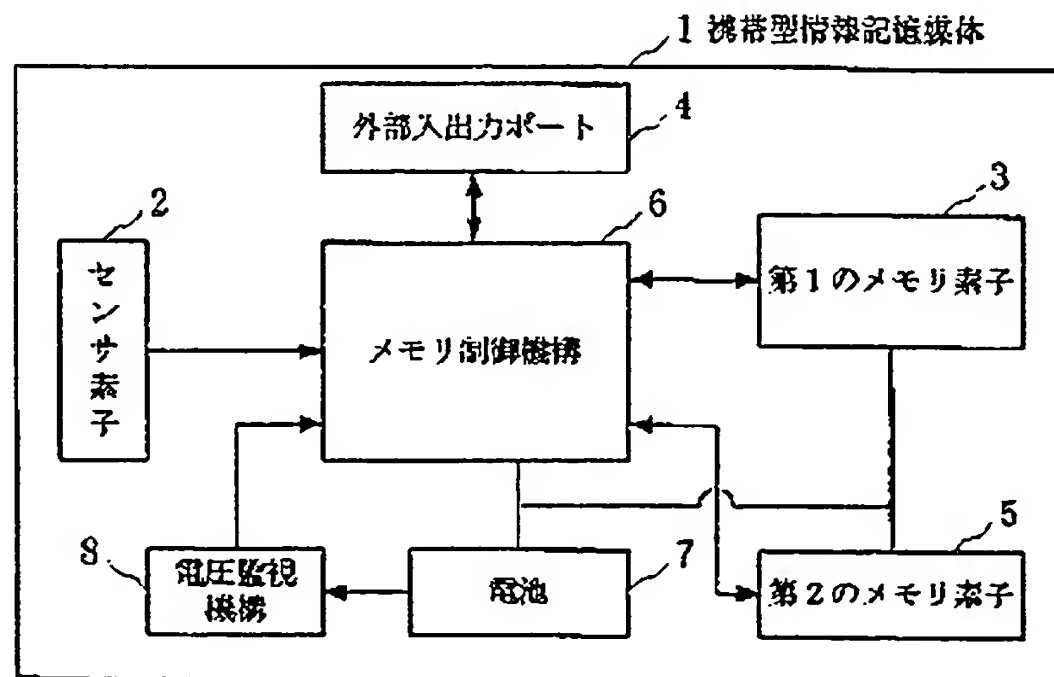 1 携帯型情報記憶媒体
外部入出力ポート
4
2
センサ素子
6
メモリ制御機構
3
第1のメモリ素子
8
電圧監視
機構
電池
7
5
第2のメモリ素子